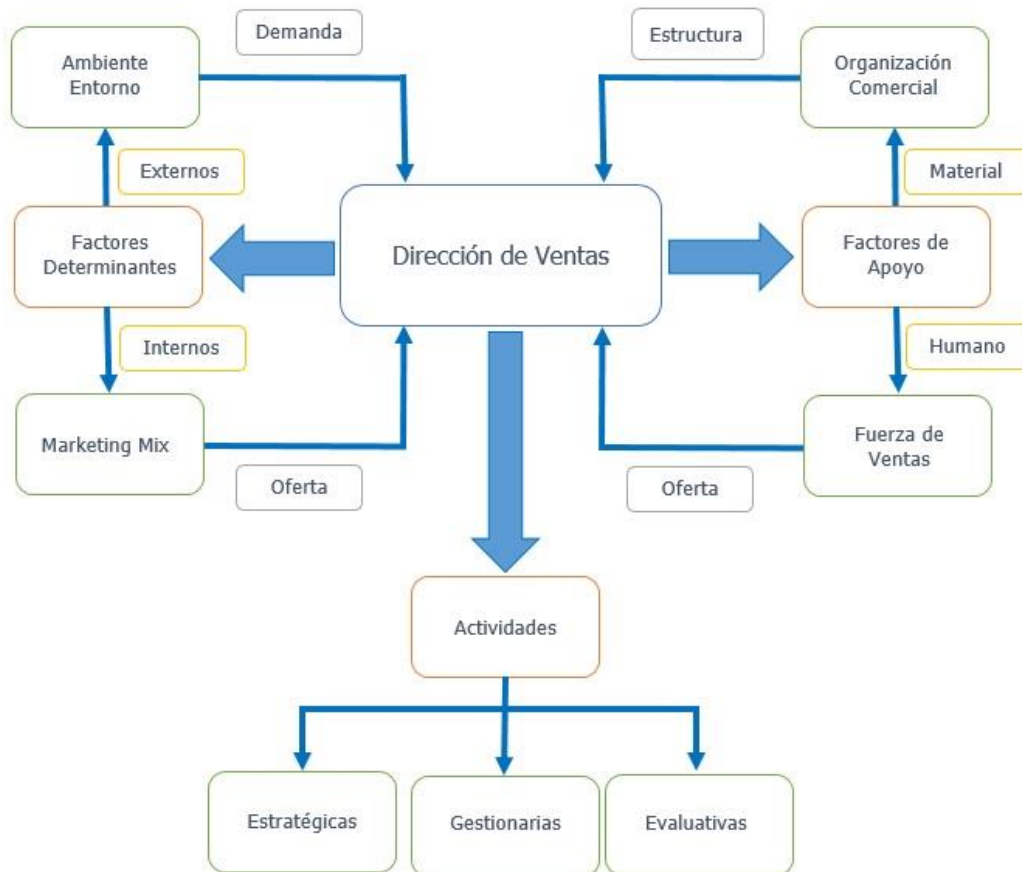 Demanda
Estructura
Ambiente
Entorno
Organización
Comercial
Externos
Material
Factores
Determinantes
Dirección de Ventas
Factores de
Apoyo
Internos
Humano
Marketing Mix
Fuerza de
Ventas
Oferta
Oferta
Actividades
Estratégicas
Gestionarias
Evaluativas